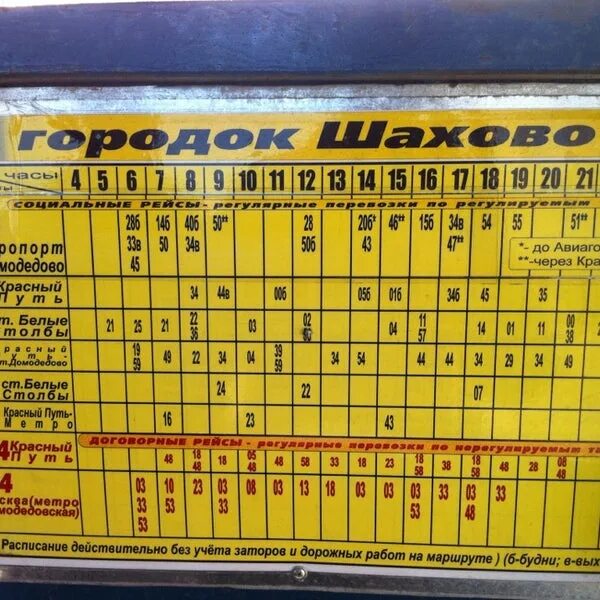 городок Шахово
часы 4 5 6 7 8 9 10 11 12 13 14 15 16 17 18 19 20 21
СОЦИАЛЬНЫЕ РЕЙСЫ - регулярные перевозки по регулируемым
28б 14б 40б 50** 28 20б* 46** 15б 34в 54 55 51**
ропорт 33в 50 34в 50б 43 47** *- до Авиаго
модедово 45 **-через Кра
Красный Путь 34 44в 00б 05б 01б 34б 45 35
ст. Белые Столбы 21 25 21 22 36 03 02 04 11 57 14 01 11 00 38
Путь - ст.Домодедово 19 59 49 22 34 04 39 59 34 54 44 44 34 29 34 49
ст.Белые Столбы 24 22 07
Красный Путь- Метро 16 23 43
ДОГОВОРНЫЕ РЕЙСЫ - регулярные перевозки по нерегулируемым та
4 Красный Путь 48 18 48 18 05 48 48 33 18 23 18 58 38 18 58 48 28 08 48
4 03 10 23 03 08 03 13 10 18 03 03 03 03
сква(метро 33 53 33 33 33
модедовская) 53 53 48
Расписание действительно без учёта заторов и дорожных работ на маршруте ) (б-будни; в-вых